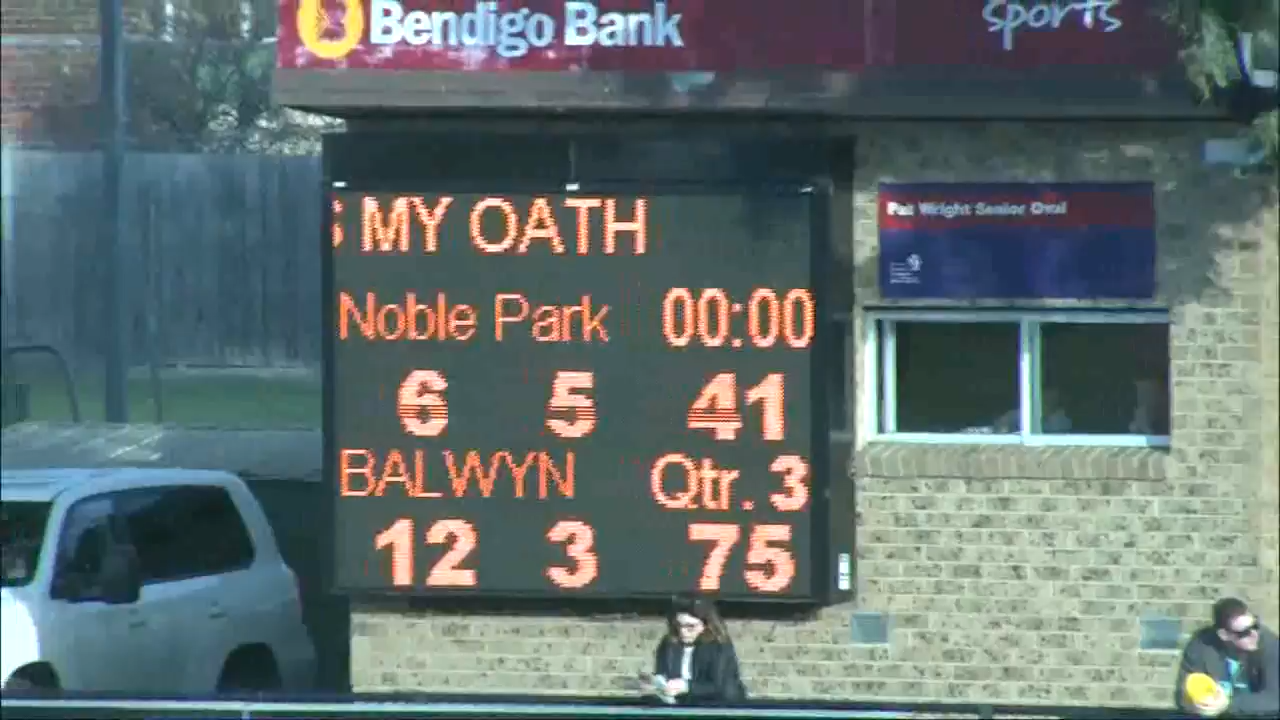 Bendigo Bank
sports
MY OATH
Noble Park 00:00
6 5 41
BALWYN Qtr. 3
12 3 75
Pat Wright Senior Oval